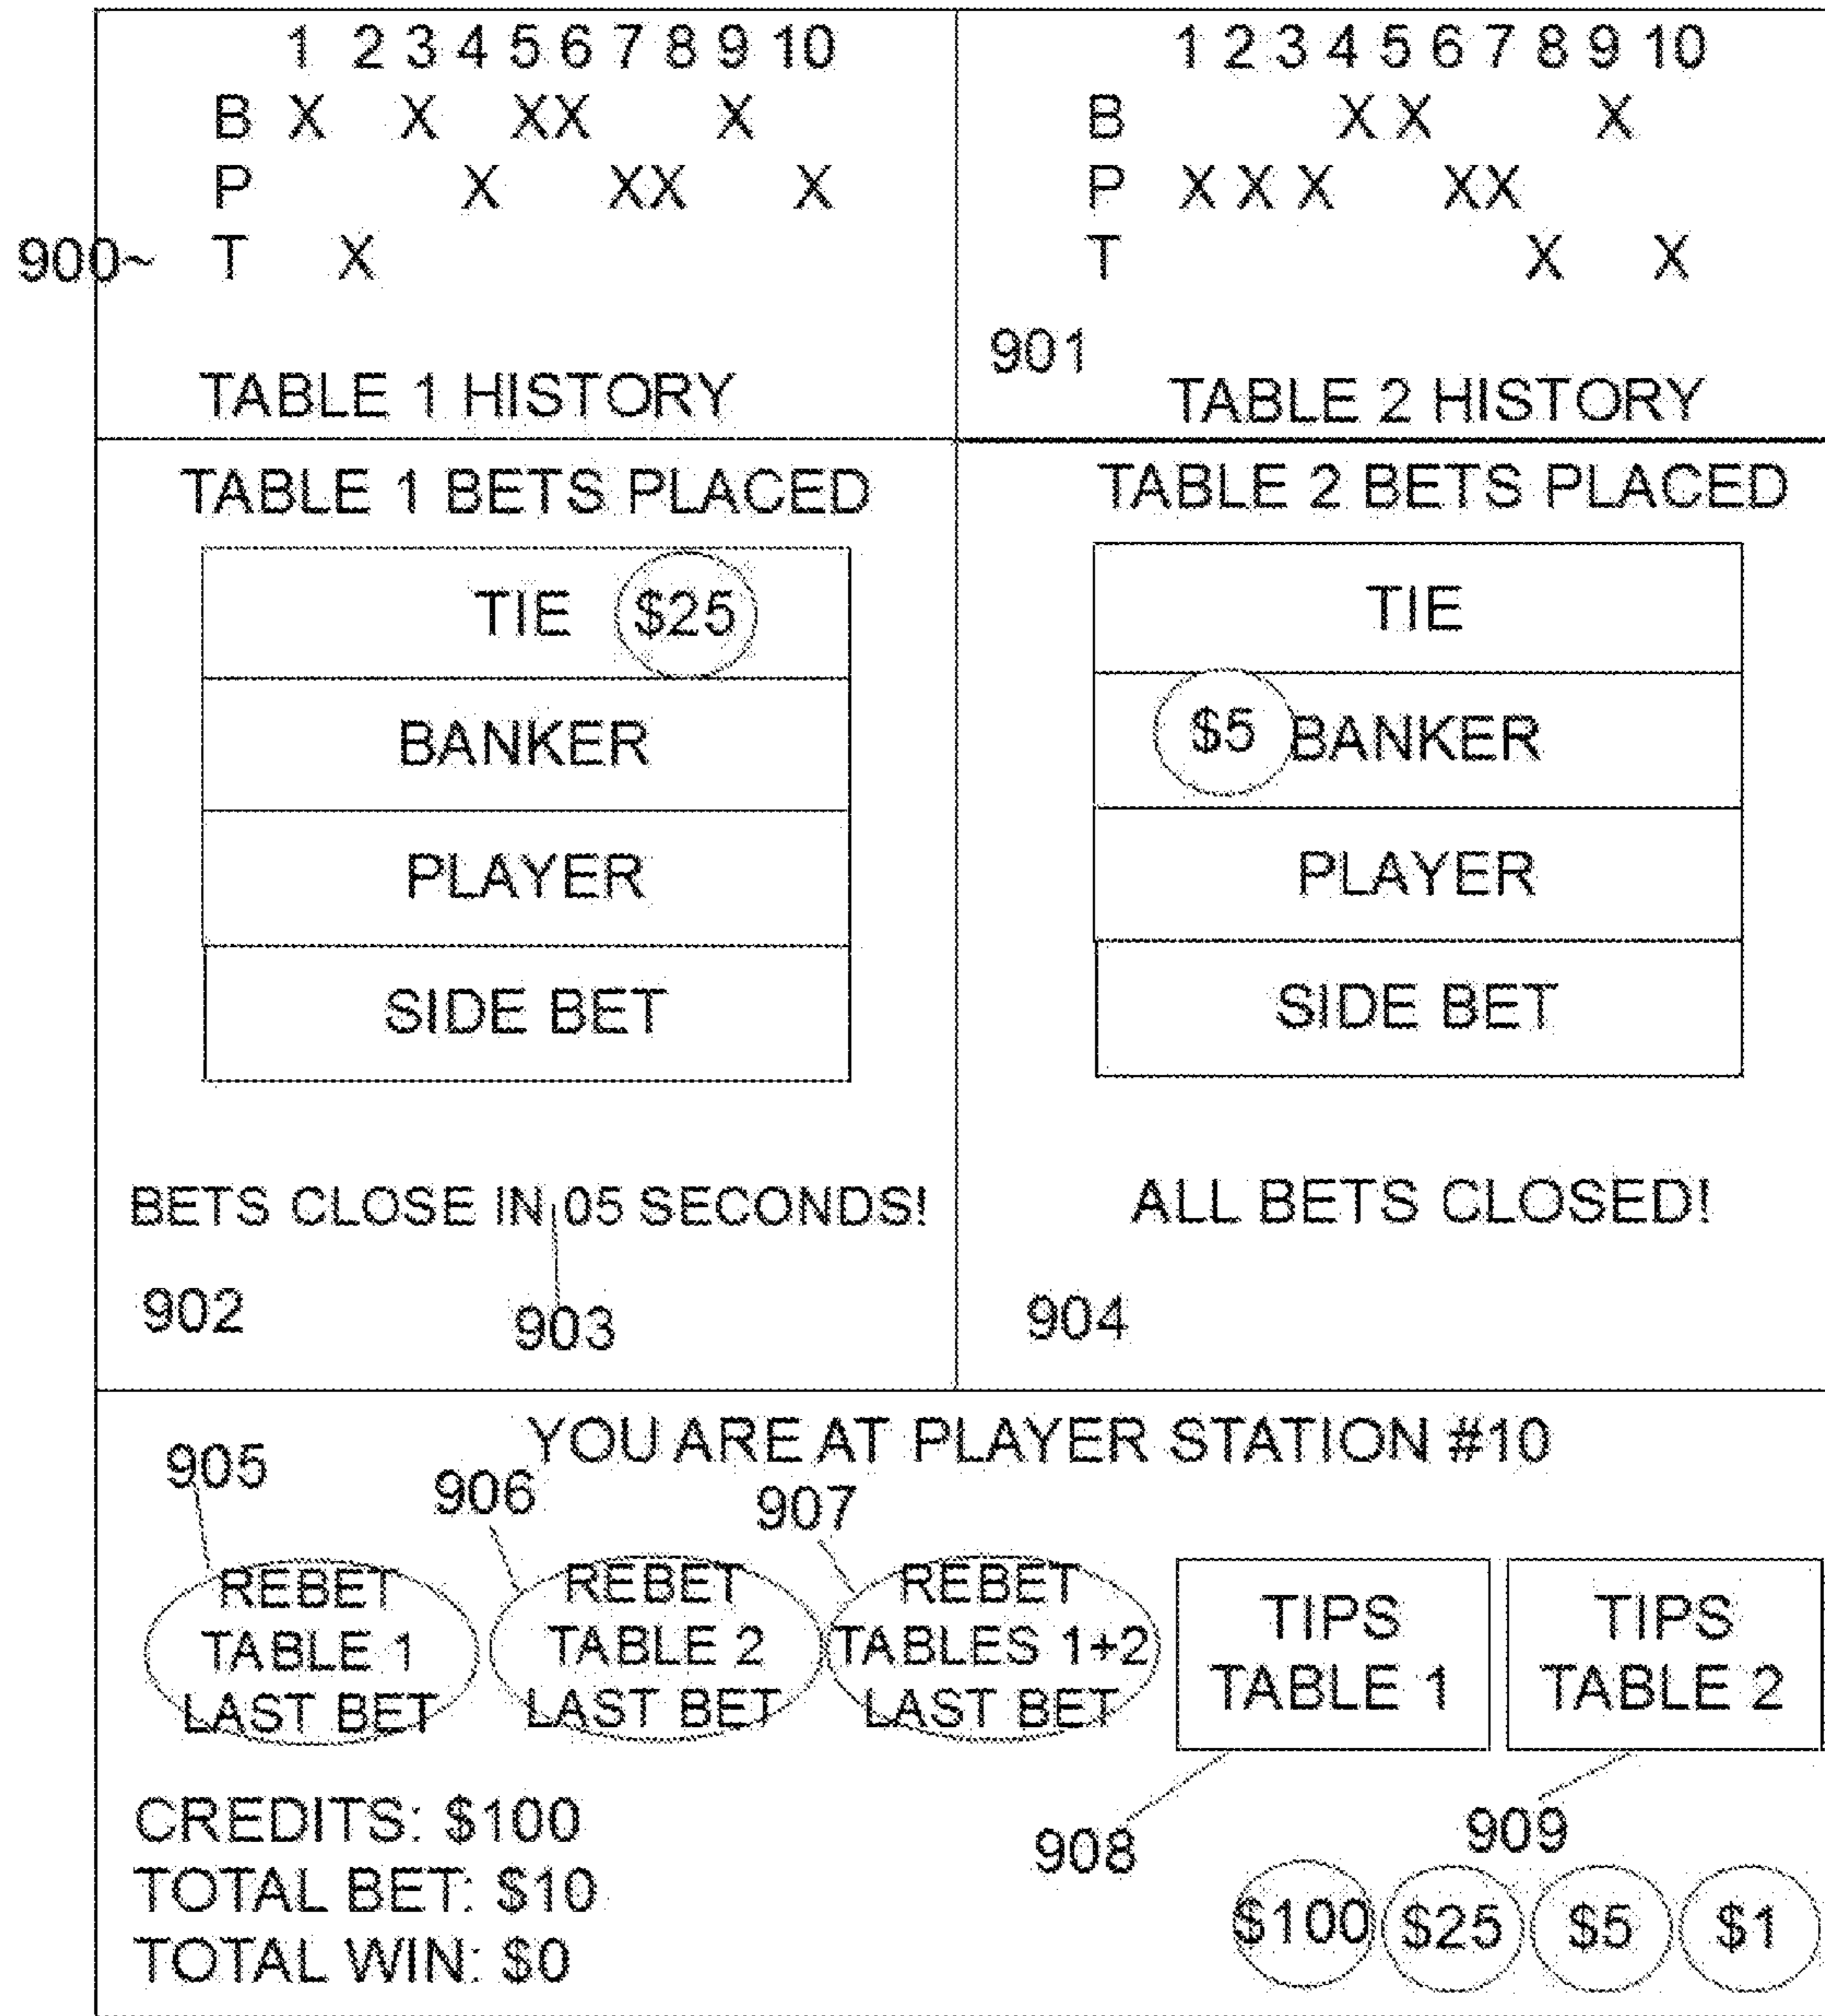 1 2 3 4 5 6 7 8 9 10
B X X XX X
P X XX X
900~ T X
TABLE 1 HISTORY
1 2 3 4 5 6 7 8 9 10
B X X X
P X X X XX
T X X
901
TABLE 2 HISTORY
TABLE 1 BETS PLACED
TIE $25
BANKER
PLAYER
SIDE BET
BETS CLOSE IN 05 SECONDS!
902
903
TABLE 2 BETS PLACED
TIE
$5 BANKER
PLAYER
SIDE BET
ALL BETS CLOSED!
904
YOU ARE AT PLAYER STATION #10
905
906
907
REBET
TABLE 1
LAST BET
REBET
TABLE 2
LAST BET
REBET
TABLES 1+2
LAST BET
TIPS
TABLE 1
TIPS
TABLE 2
908
909
CREDITS: $100
TOTAL BET: $10
TOTAL WIN: $0
$100 $25 $5 $1